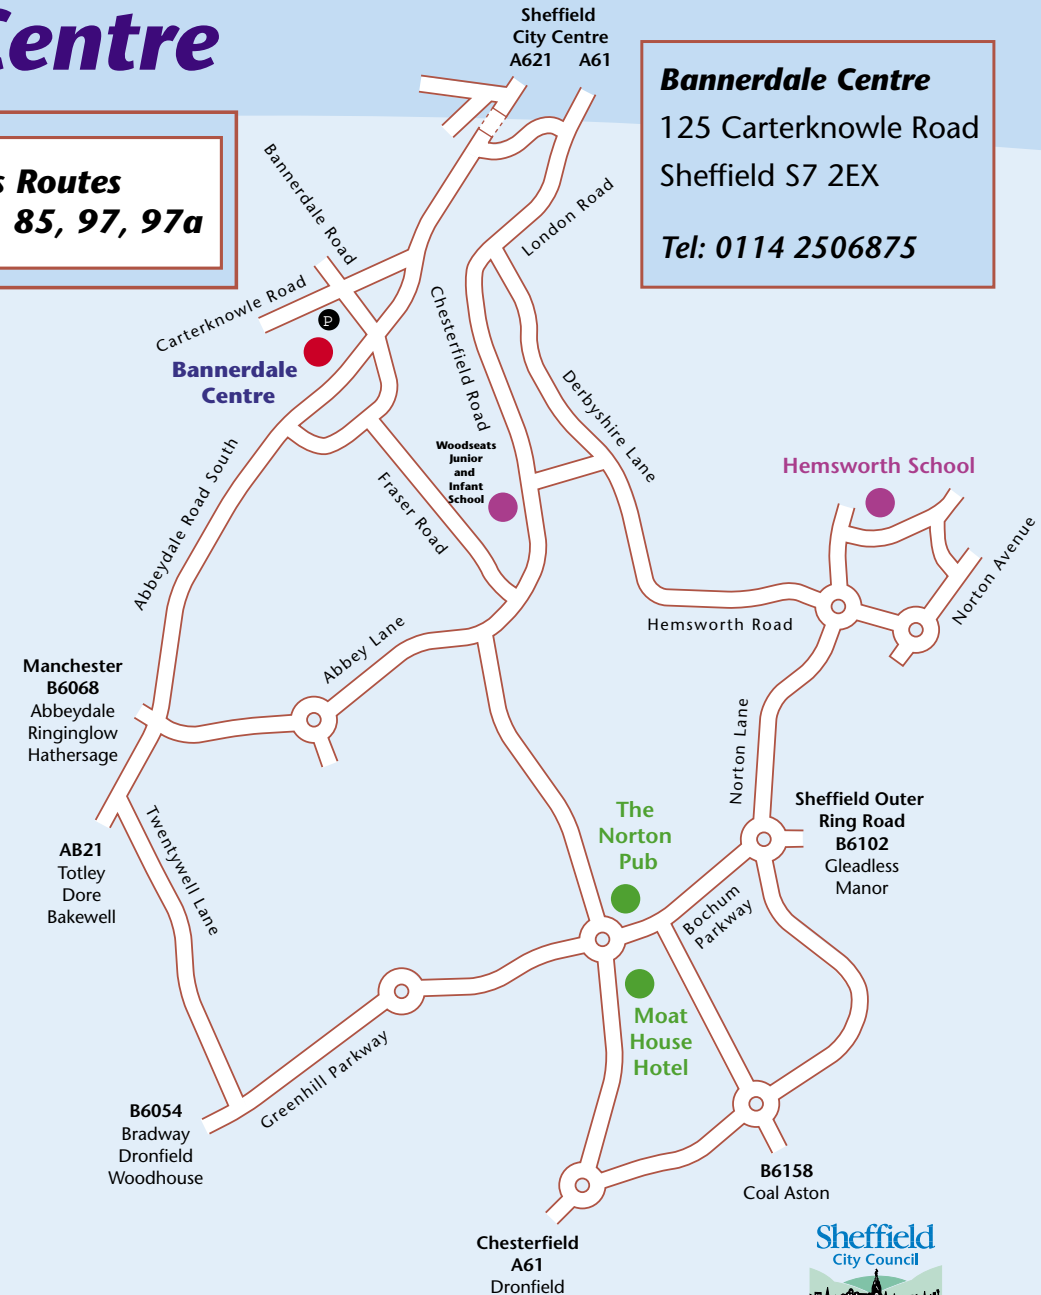 Centre
s Routes
85, 97, 97a
Sheffield
City Centre
A621 A61
Bannerdale Centre
125 Carterknowle Road
Sheffield S7 2EX
Tel: 0114 2506875
Bannerdale Road
London Road
Carterknowle Road
P
Bannerdale
Centre
Chesterfield Road
Derbyshire Lane
Woodseats
Junior
and
Infant
School
Hemsworth School
Abbeydale Road South
Fraser Road
Norton Avenue
Hemsworth Road
Abbey Lane
Manchester
B6068
Abbeydale
Ringinglow
Hathersage
Norton Lane
AB21
Totley
Dore
Bakewell
Twentywell Lane
The
Norton
Pub
Sheffield Outer
Ring Road
B6102
Gleadless
Manor
Bochum
Parkway
Moat
House
Hotel
Greenhill Parkway
B6054
Bradway
Dronfield
Woodhouse
B6158
Coal Aston
Chesterfield
A61
Dronfield
Sheffield
City Council